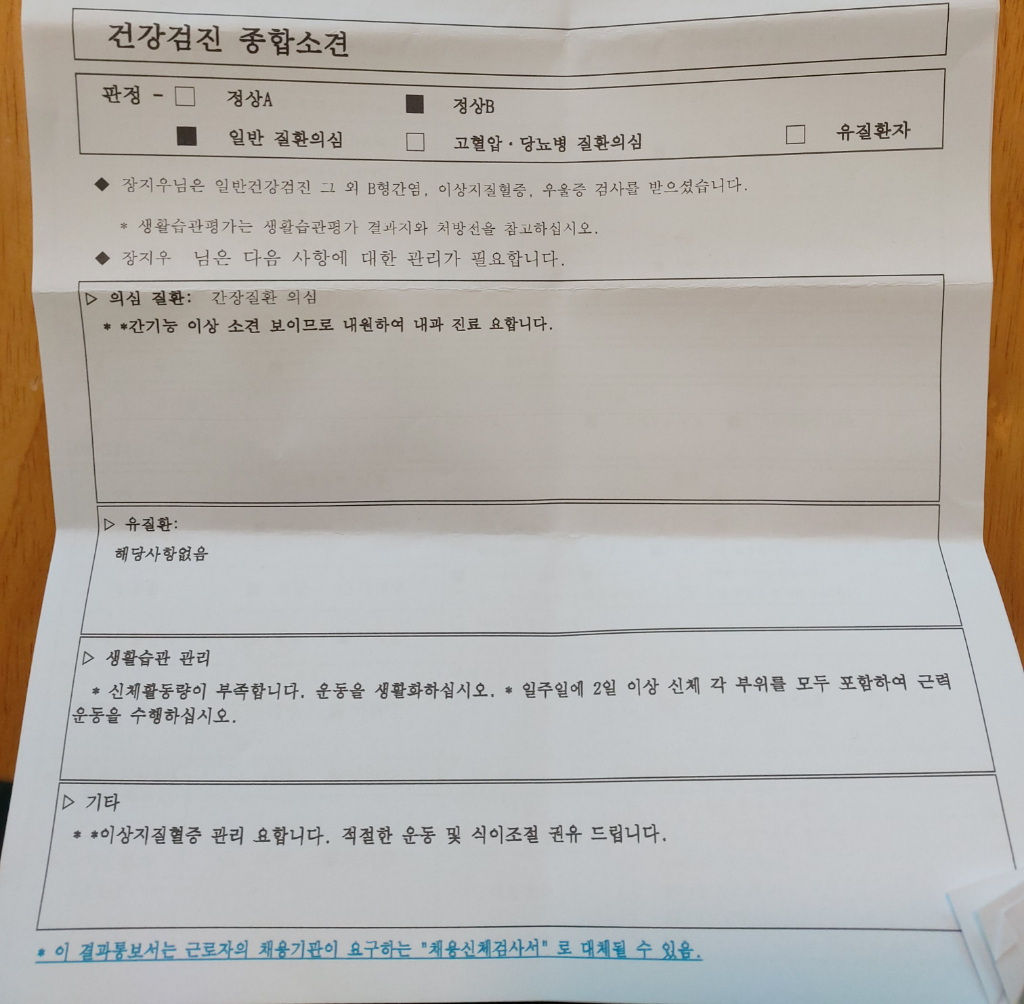 건강검진 종합소견
판정 - □ 정상A ■ 정상B
■ 일반 질환의심 □ 고혈압·당뇨병 질환의심 □ 유질환자
◆ 장지우님은 일반건강검진 그 외 B형간염, 이상지질혈증, 우울증 검사를 받으셨습니다.
* 생활습관평가는 생활습관평가 결과지와 처방전을 참고하십시오.
◆ 장지우 님은 다음 사항에 대한 관리가 필요합니다.
▷ 의심 질환: 간장질환 의심
* *간기능 이상 소견 보이므로 내원하여 내과 진료 요합니다.
▷ 유질환:
해당사항없음
▷ 생활습관 관리
* 신체활동량이 부족합니다. 운동을 생활화하십시오. * 일주일에 2일 이상 신체 각 부위를 모두 포함하여 근력
운동을 수행하십시오.
▷ 기타
* *이상지질혈증 관리 요합니다. 적절한 운동 및 식이조절 권유 드립니다.
* 이 결과통보서는 근로자의 채용기관이 요구하는 "채용신체검사서" 로 대체될 수 있음.